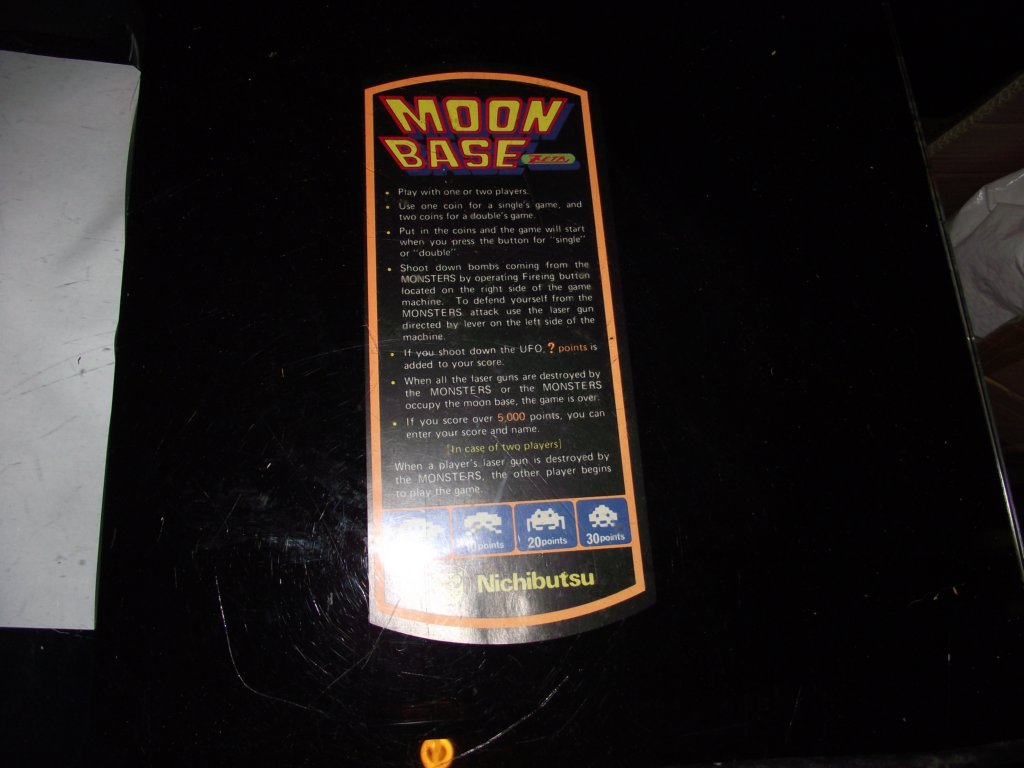 MOON
BASE
ZETA
• Play with one or two players.
• Use one coin for a single's game, and
two coins for a double's game.
• Put in the coins and the game will start
when you press the button for "single"
or "double".
• Shoot down bombs coming from the
MONSTERS by operating Fireing button
located on the right side of the game
machine. To defend yourself from the
MONSTERS attack use the laser gun
directed by lever on the left side of the
machine.
• If you shoot down the UFO, ? points is
added to your score.
• When all the laser guns are destroyed by
the MONSTERS or the MONSTERS
occupy the moon base, the game is over.
• If you score over 5,000 points, you can
enter your score and name.
[In case of two players]
When a player's laser gun is destroyed by
the MONSTERS, the other player begins
to play the game.
10points 20points 30points
Nichibutsu